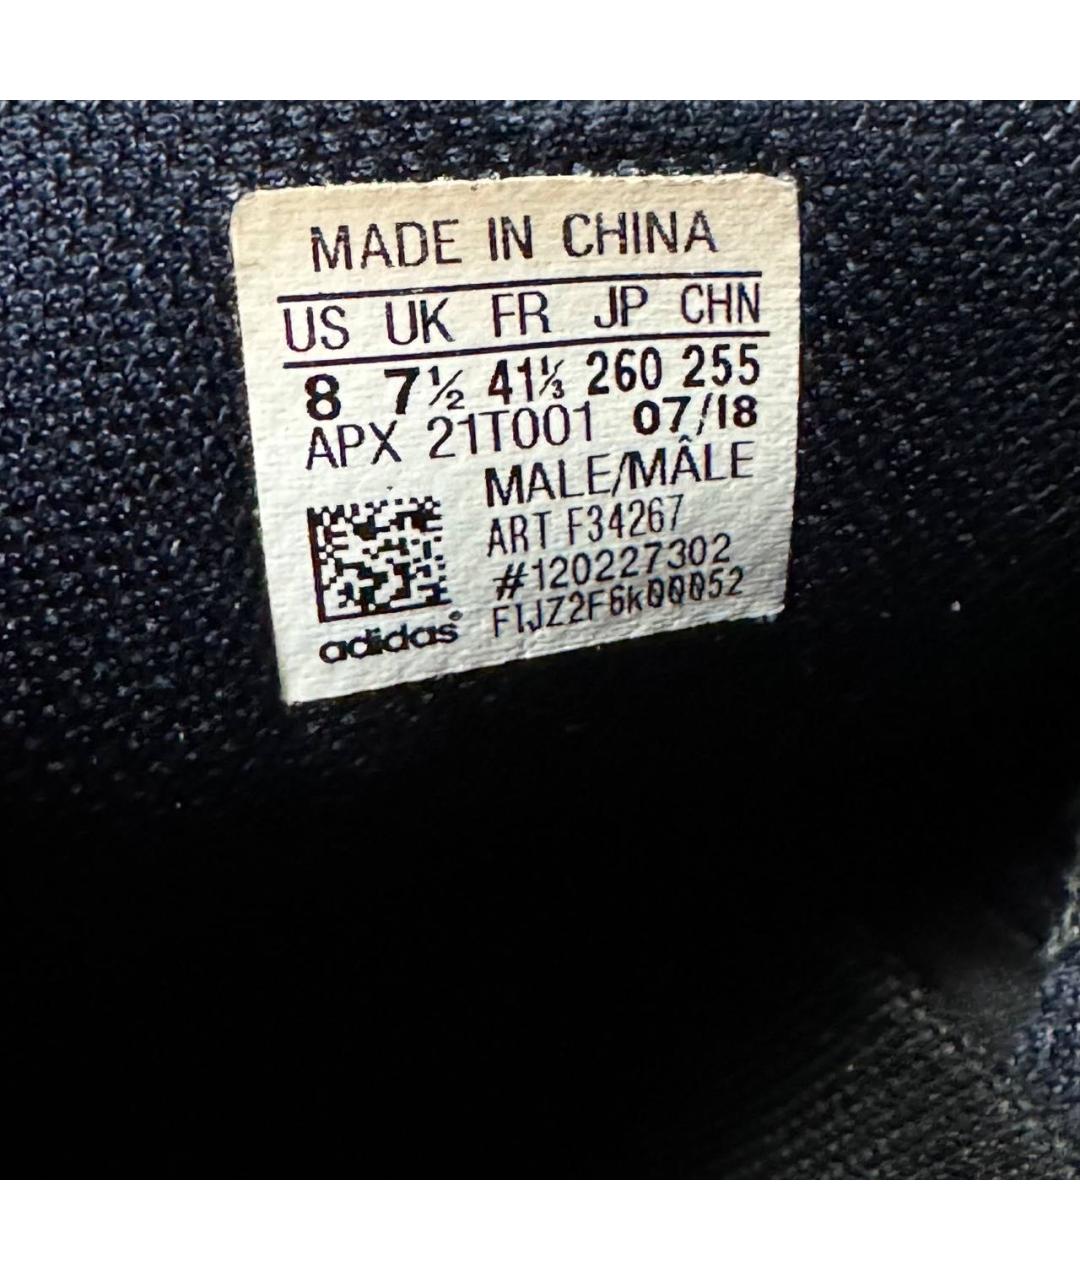 MADE IN CHINA
US UK FR JP CHN
8 7½ 41⅓ 260 255
APX 21T001 07/18
MALE/MÂLE
ART F34267
#120227302
F1JZ2F6k00052
adidas®